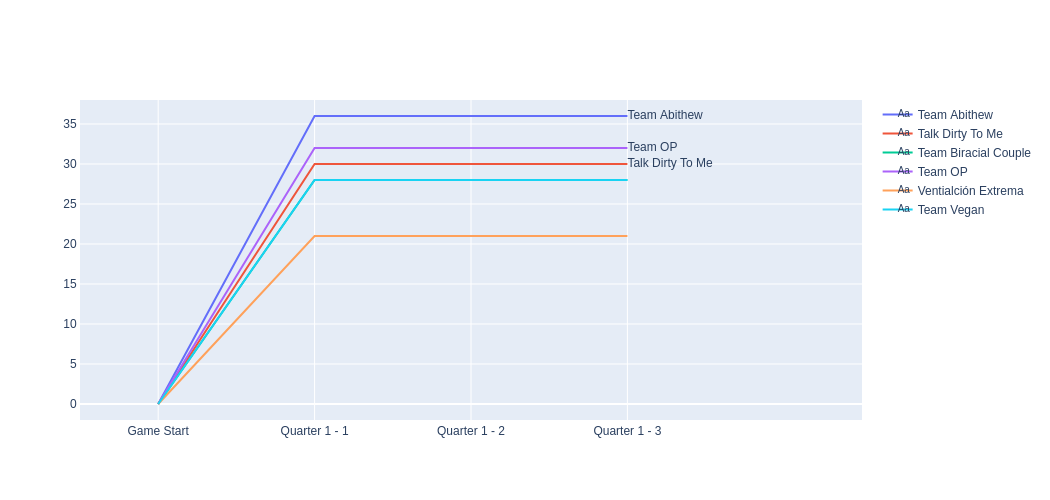 35
30
25
20
15
10
5
0
Game Start
Quarter 1 - 1
Quarter 1 - 2
Quarter 1 - 3
Team Abithew
Team OP
Talk Dirty To Me
Aa Team Abithew
Aa Talk Dirty To Me
Aa Team Biracial Couple
Aa Team OP
Aa Ventialción Extrema
Aa Team Vegan